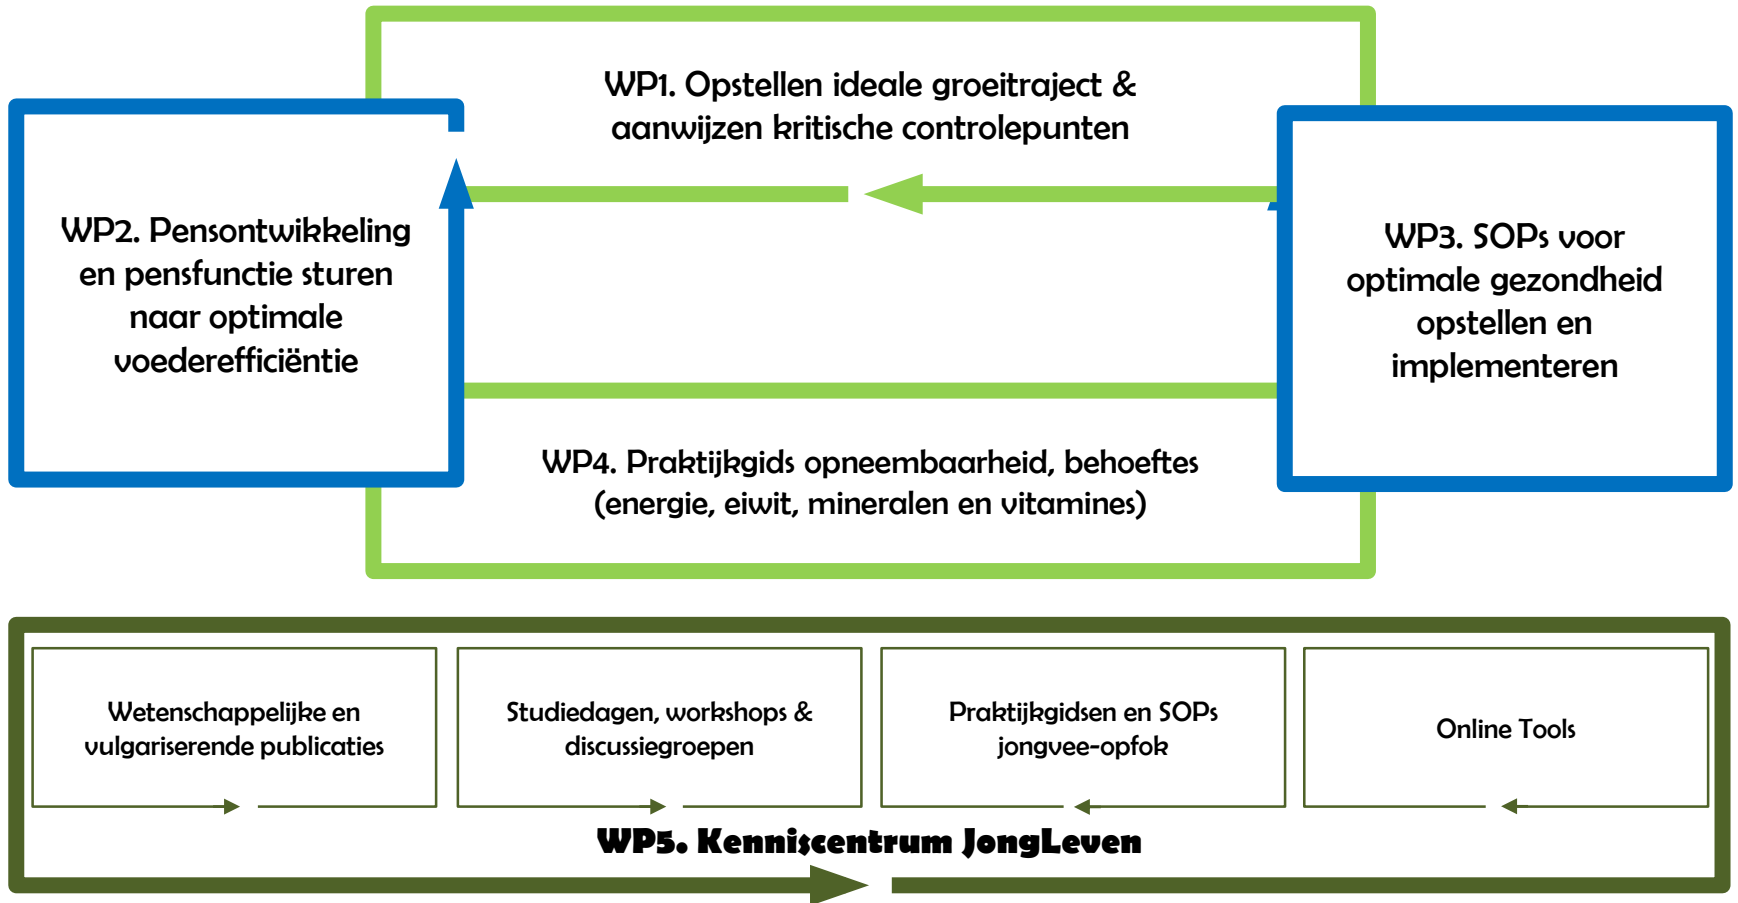 WP1. Opstellen ideale groeitraject &
aanwijzen kritische controlepunten
WP2. Pensontwikkeling
en pensfunctie sturen
naar optimale
voederefficiëntie
WP3. SOPs voor
optimale gezondheid
opstellen en
implementeren
WP4. Praktijkgids opneembaarheid, behoeftes
(energie, eiwit, mineralen en vitamines)
Wetenschappelijke en
vulgariserende publicaties
Studiedagen, workshops &
discussiegroepen
Praktijkgidsen en SOPs
jongvee-opfok
Online Tools
WP5. Kenniscentrum JongLeven